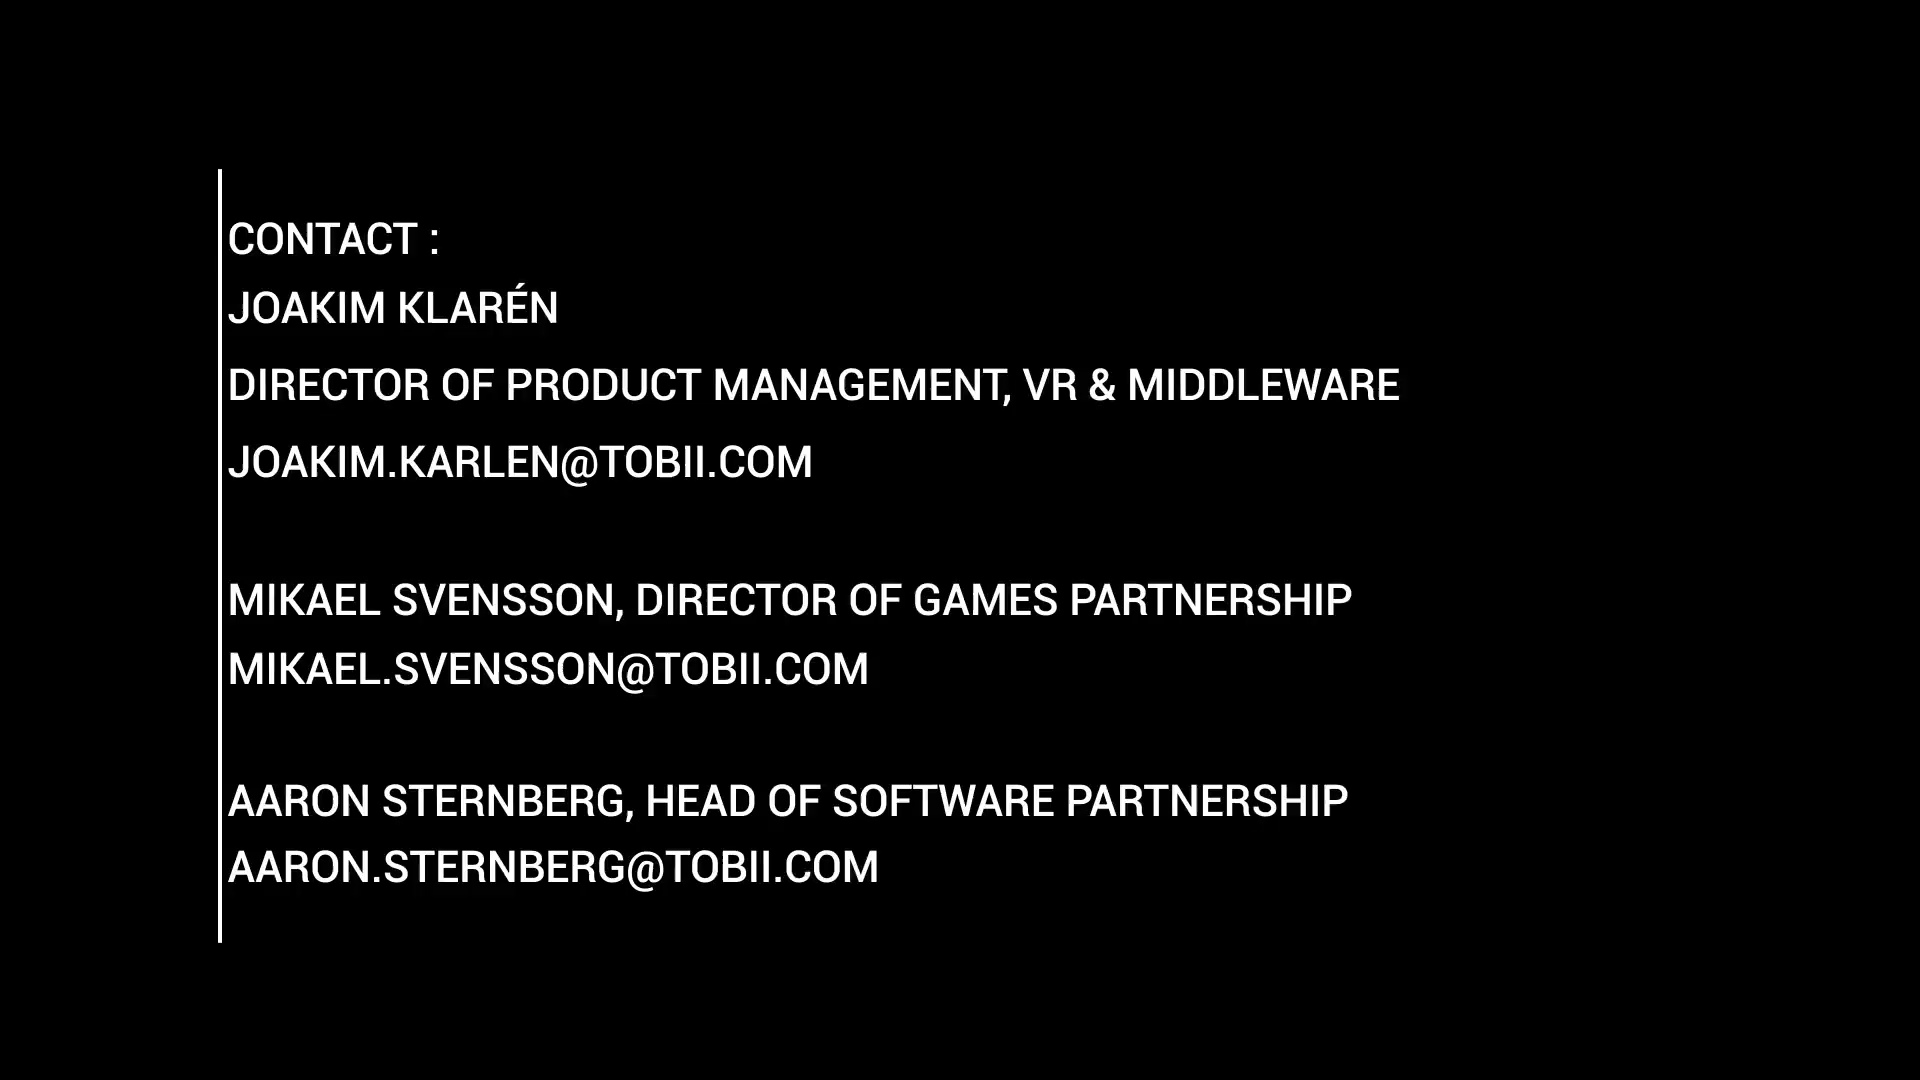 CONTACT :
JOAKIM KLARÉN
DIRECTOR OF PRODUCT MANAGEMENT, VR & MIDDLEWARE
JOAKIM.KARLEN@TOBII.COM
MIKAEL SVENSSON, DIRECTOR OF GAMES PARTNERSHIP
MIKAEL.SVENSSON@TOBII.COM
AARON STERNBERG, HEAD OF SOFTWARE PARTNERSHIP
AARON.STERNBERG@TOBII.COM